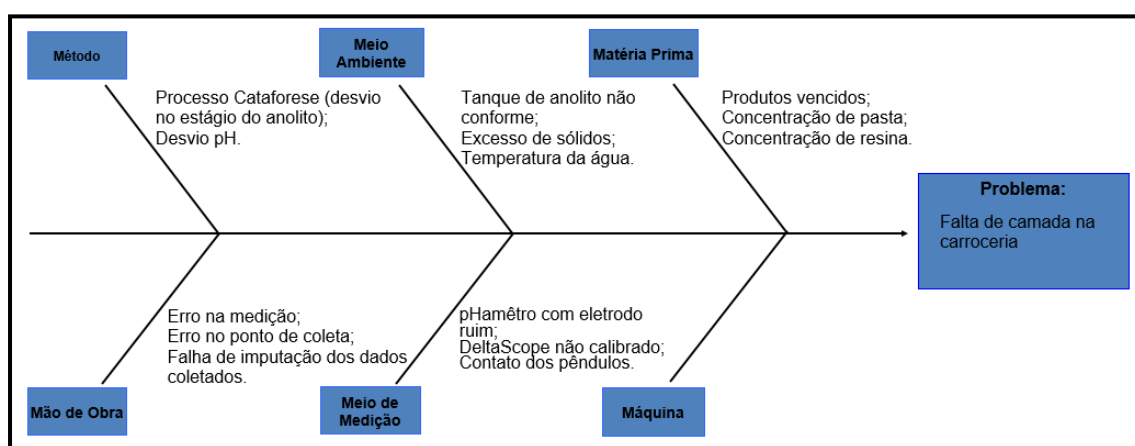 Método
Meio
Ambiente
Matéria Prima
Processo Cataforese (desvio
no estágio do anolito);
Desvio pH.
Tanque de anolito não
conforme;
Excesso de sólidos;
Temperatura da água.
Produtos vencidos;
Concentração de pasta;
Concentração de resina.
Problema:
Falta de camada na
carroceria
Erro na medição;
Erro no ponto de coleta;
Falha de imputação dos dados
coletados.
pHamêtro com eletrodo
ruim;
DeltaScope não calibrado;
Contato dos pêndulos.
Mão de Obra
Meio de
Medição
Máquina